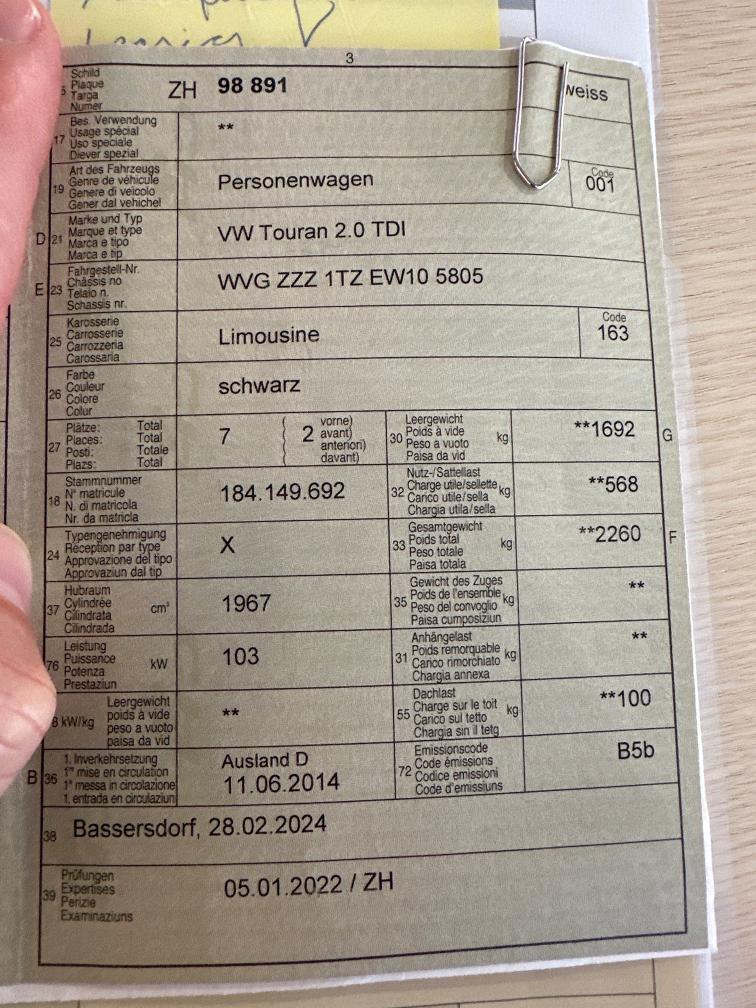 3
5 Schild
Plaque
Targa
Numer
ZH 98 891
weiss
17 Bes. Verwendung
Usage spécial
Uso speciale
Diever spezial
**
19 Art des Fahrzeugs
Genre de véhicule
Genere di veicolo
Gener dal vehichel
Personenwagen
Code
001
D 21 Marke und Typ
Marque et type
Marca e tipo
Marca e tip
VW Touran 2.0 TDI
E 23 Fahrgestell-Nr.
Châssis no
Telaio n.
Schassis nr.
WVG ZZZ 1TZ EW10 5805
25 Karosserie
Carrosserie
Carrozzeria
Carossaria
Limousine
Code
163
26 Farbe
Couleur
Colore
Colur
schwarz
27 Plätze: Total
Places: Total
Posti: Totale
Plazs: Total
7
2 vorne)
avant)
anteriori)
davant)
30 Leergewicht
Poids à vide
Peso a vuoto
Paisa da vid
kg
**1692
G
18 Stammnummer
N° matricule
N. di matricola
Nr. da matricla
184.149.692
32 Nutz-/Sattellast
Charge utile/sellette
Carico utile/sella
Chargia utila/sella
kg
**568
24 Typengenehmigung
Réception par type
Approvazione del tipo
Approvaziun dal tip
X
33 Gesamtgewicht
Poids total
Peso totale
Paisa totala
kg
**2260
F
37 Hubraum
Cylindrée
Cilindrata
Cilindrada
cm³
1967
35 Gewicht des Zuges
Poids de l'ensemble
Peso del convoglio
Paisa cumposiziun
kg
**
76 Leistung
Puissance
Potenza
Prestaziun
kW
103
31 Anhängelast
Poids remorquable
Carico rimorchiato
Chargia annexa
kg
**
8 kW/kg Leergewicht
poids à vide
peso a vuoto
paisa da vid
**
55 Dachlast
Charge sur le toit
Carico sul tetto
Chargia sin il tetg
kg
**100
B 36 1. Inverkehrsetzung
1re mise en circulation
1a messa in circolazione
1. entrada en circulaziun
Ausland D
11.06.2014
72 Emissionscode
Code émissions
Codice emissioni
Code d'emissiuns
B5b
38 Bassersdorf, 28.02.2024
39 Prüfungen
Expertises
Perizie
Examinaziuns
05.01.2022 / ZH